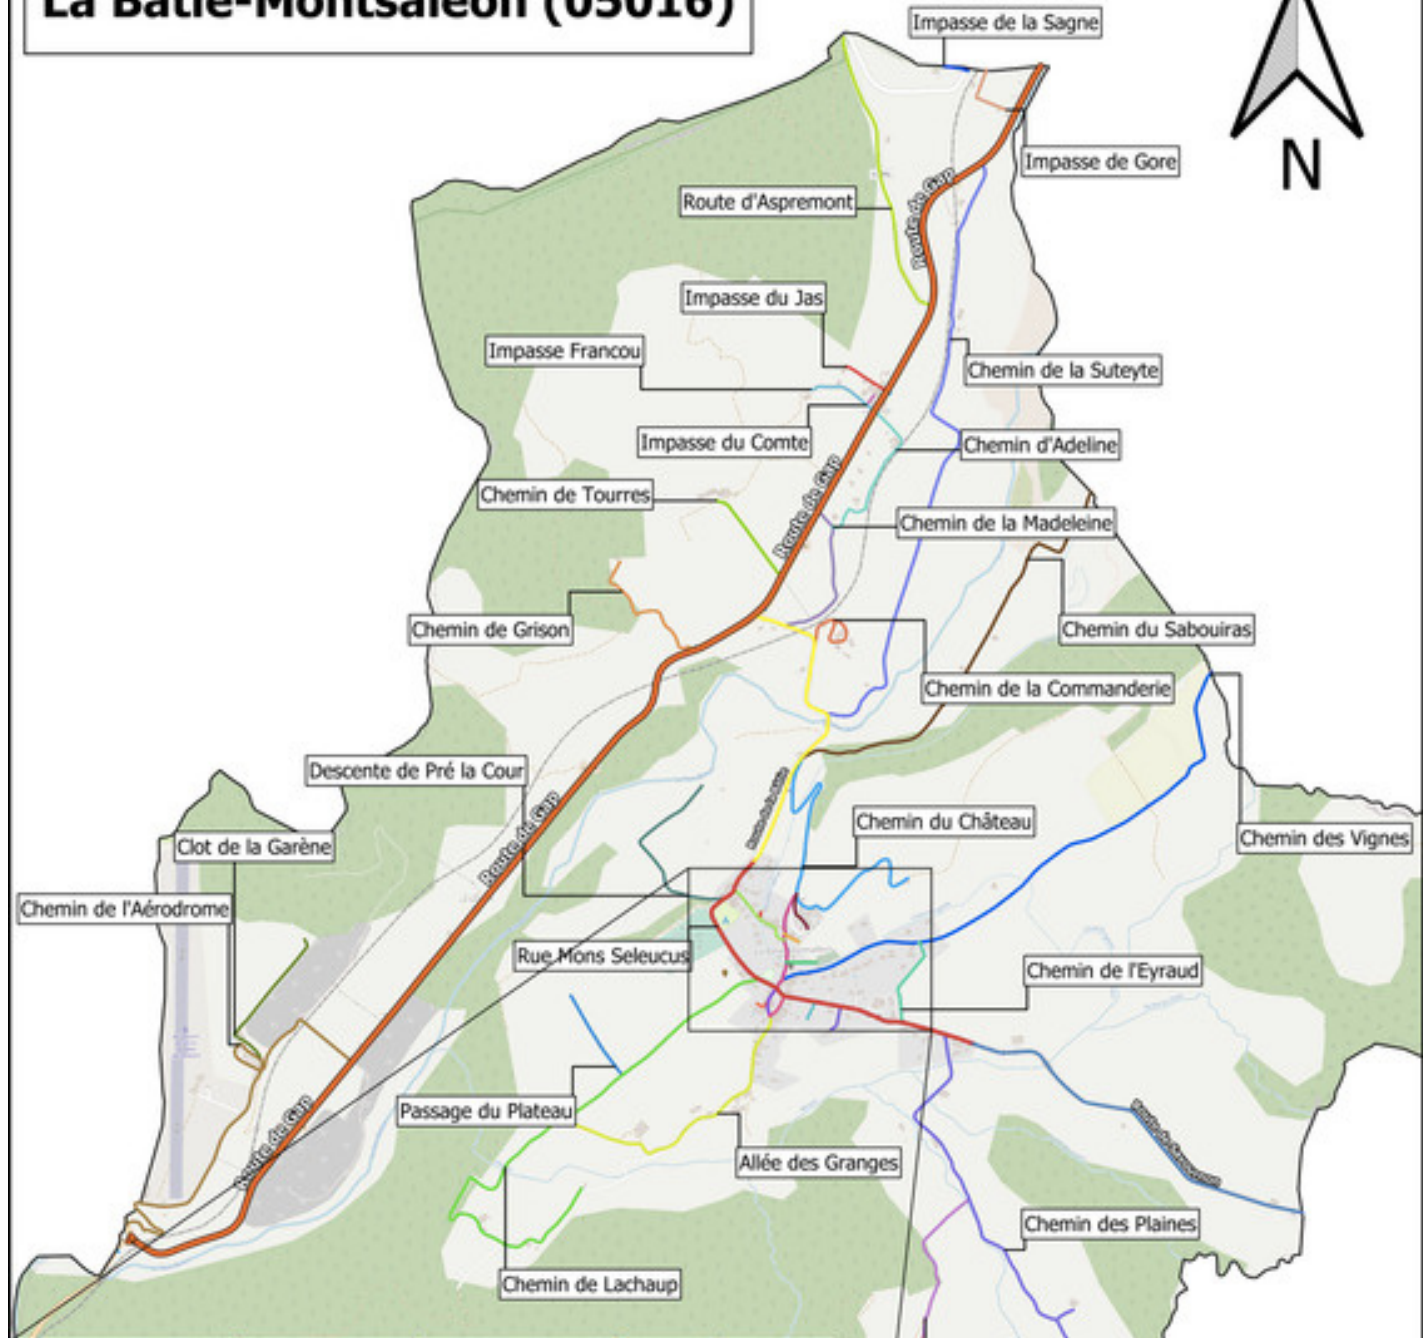 La Bâtie-Montsaléon (05016)
Impasse de la Sagne
N
Impasse de Gore
Route d'Aspremont
Route de Gap
Impasse du Jas
Impasse Francou
Chemin de la Suteyte
Impasse du Comte
Chemin d'Adeline
Route de Gap
Chemin de Tourres
Chemin de la Madeleine
Chemin de Grison
Chemin du Sabouiras
Chemin de la Commanderie
Descente de Pré la Cour
Route de la Bâtie
Route de Gap
Chemin du Château
Chemin des Vignes
Clot de la Garène
Chemin de l'Aérodrome
Rue Mons Seleucus
Chemin de l'Eyraud
Passage du Plateau
Route de Gap
Allée des Granges
Chemin des Plaines
Chemin de Lachaup